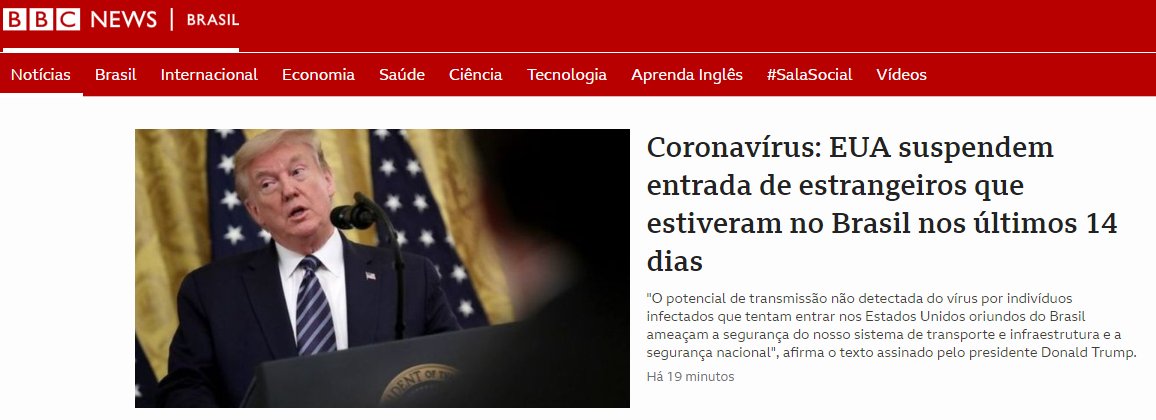 BBC NEWS | BRASIL
Notícias Brasil Internacional Economia Saúde Ciência Tecnologia Aprenda Inglês #SalaSocial Vídeos
Coronavírus: EUA suspendem
entrada de estrangeiros que
estiveram no Brasil nos últimos 14
dias
"O potencial de transmissão não detectada do vírus por indivíduos
infectados que tentam entrar nos Estados Unidos oriundos do Brasil
ameaçam a segurança do nosso sistema de transporte e infraestrutura e a
segurança nacional", afirma o texto assinado pelo presidente Donald Trump.
Há 19 minutos
DENT OF